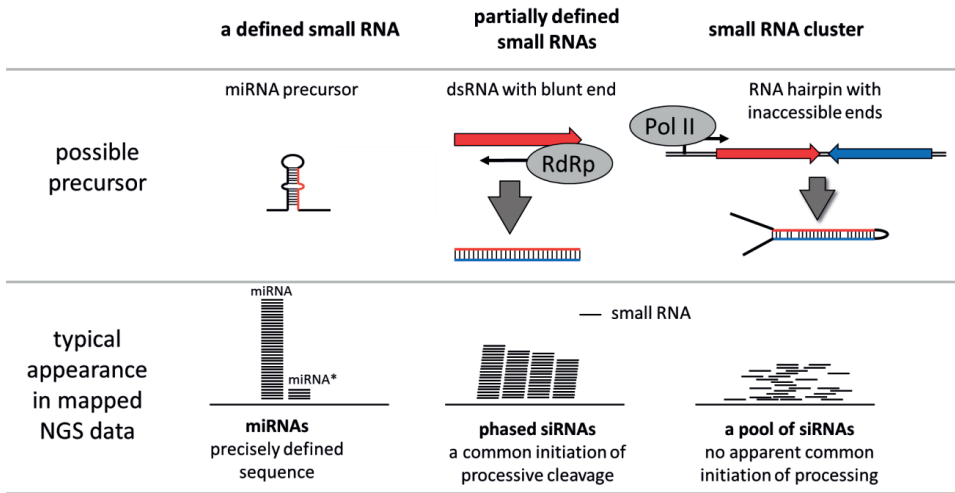 a defined small RNA
partially defined
small RNAs
small RNA cluster
possible
precursor
miRNA precursor
dsRNA with blunt end
RdRp
RNA hairpin with
inaccessible ends
Pol II
typical
appearance
in mapped
NGS data
miRNA
miRNA*
miRNAs
precisely defined
sequence
small RNA
phased siRNAs
a common initiation of
processive cleavage
a pool of siRNAs
no apparent common
initiation of processing